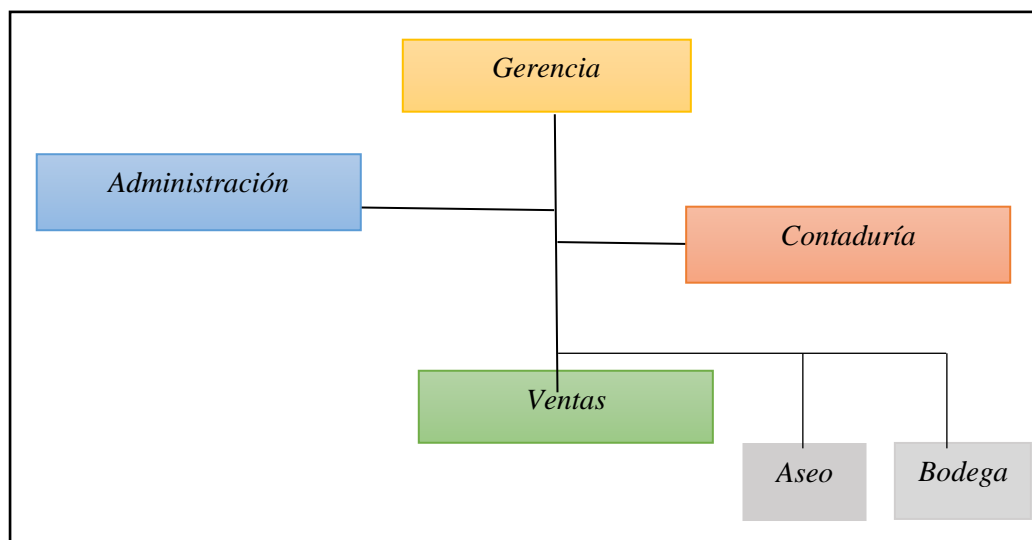 Gerencia
Administración
Contaduría
Ventas
Aseo
Bodega